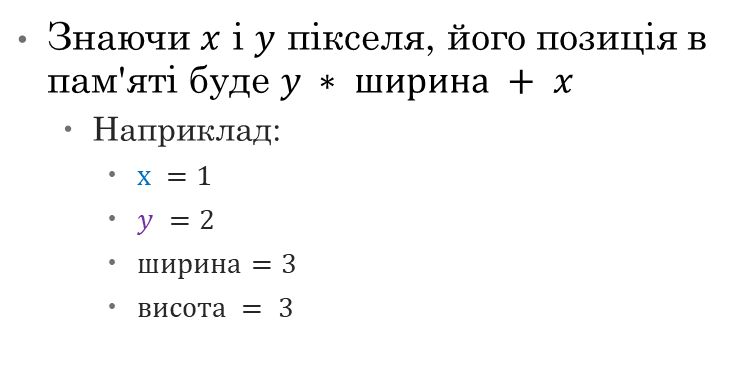 • Знаючи x і y пікселя, його позиція в
пам'яті буде y ∗ ширина + x
• Наприклад:
• x = 1
• y = 2
• ширина = 3
• висота = 3